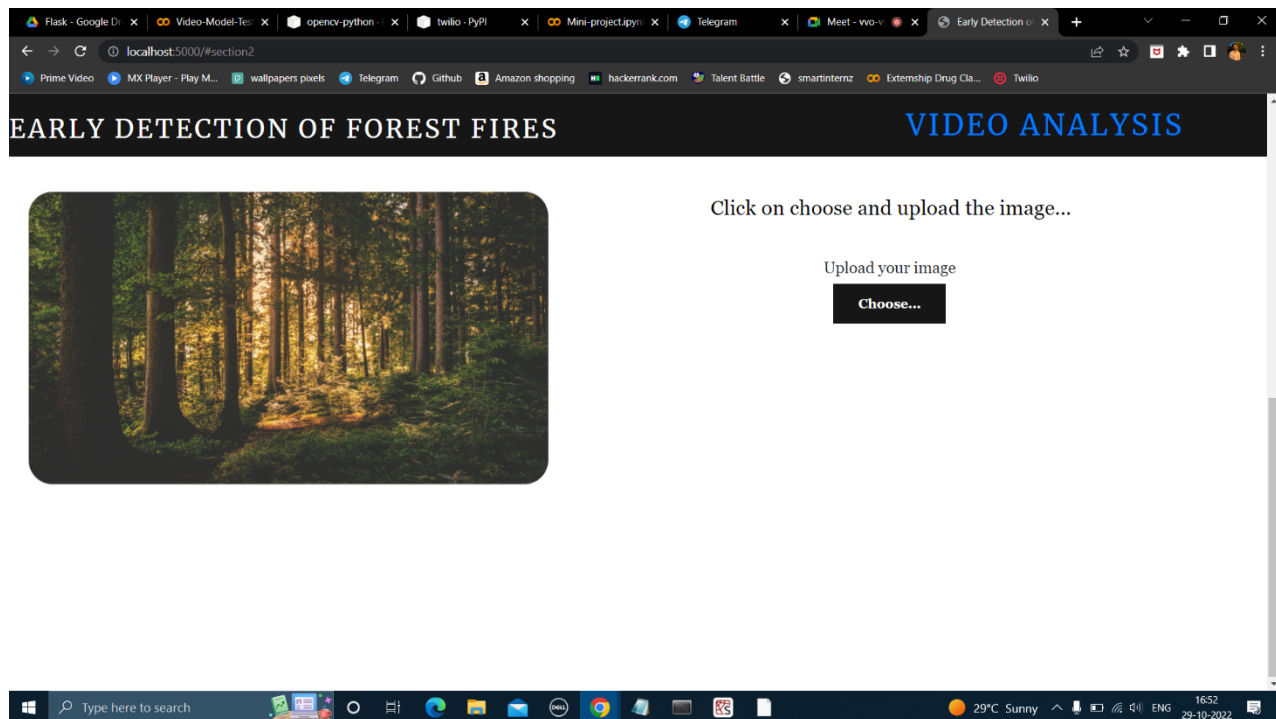 Flask - Google Dr
Video-Model-Tes
opencv-python -
twilio · PyPI
Mini-project.ipyn
Telegram
Meet - vvo-v
Early Detection o
localhost:5000/#section2
Prime Video
MX Player - Play M...
wallpapers pixels
Telegram
Github
Amazon shopping
hackerrank.com
Talent Battle
smartinternz
Externship Drug Cla...
Twilio
EARLY DETECTION OF FOREST FIRES
VIDEO ANALYSIS
Click on choose and upload the image...
Upload your image
Choose...
Type here to search
DELL
29°C Sunny
ENG
16:52
29-10-2022